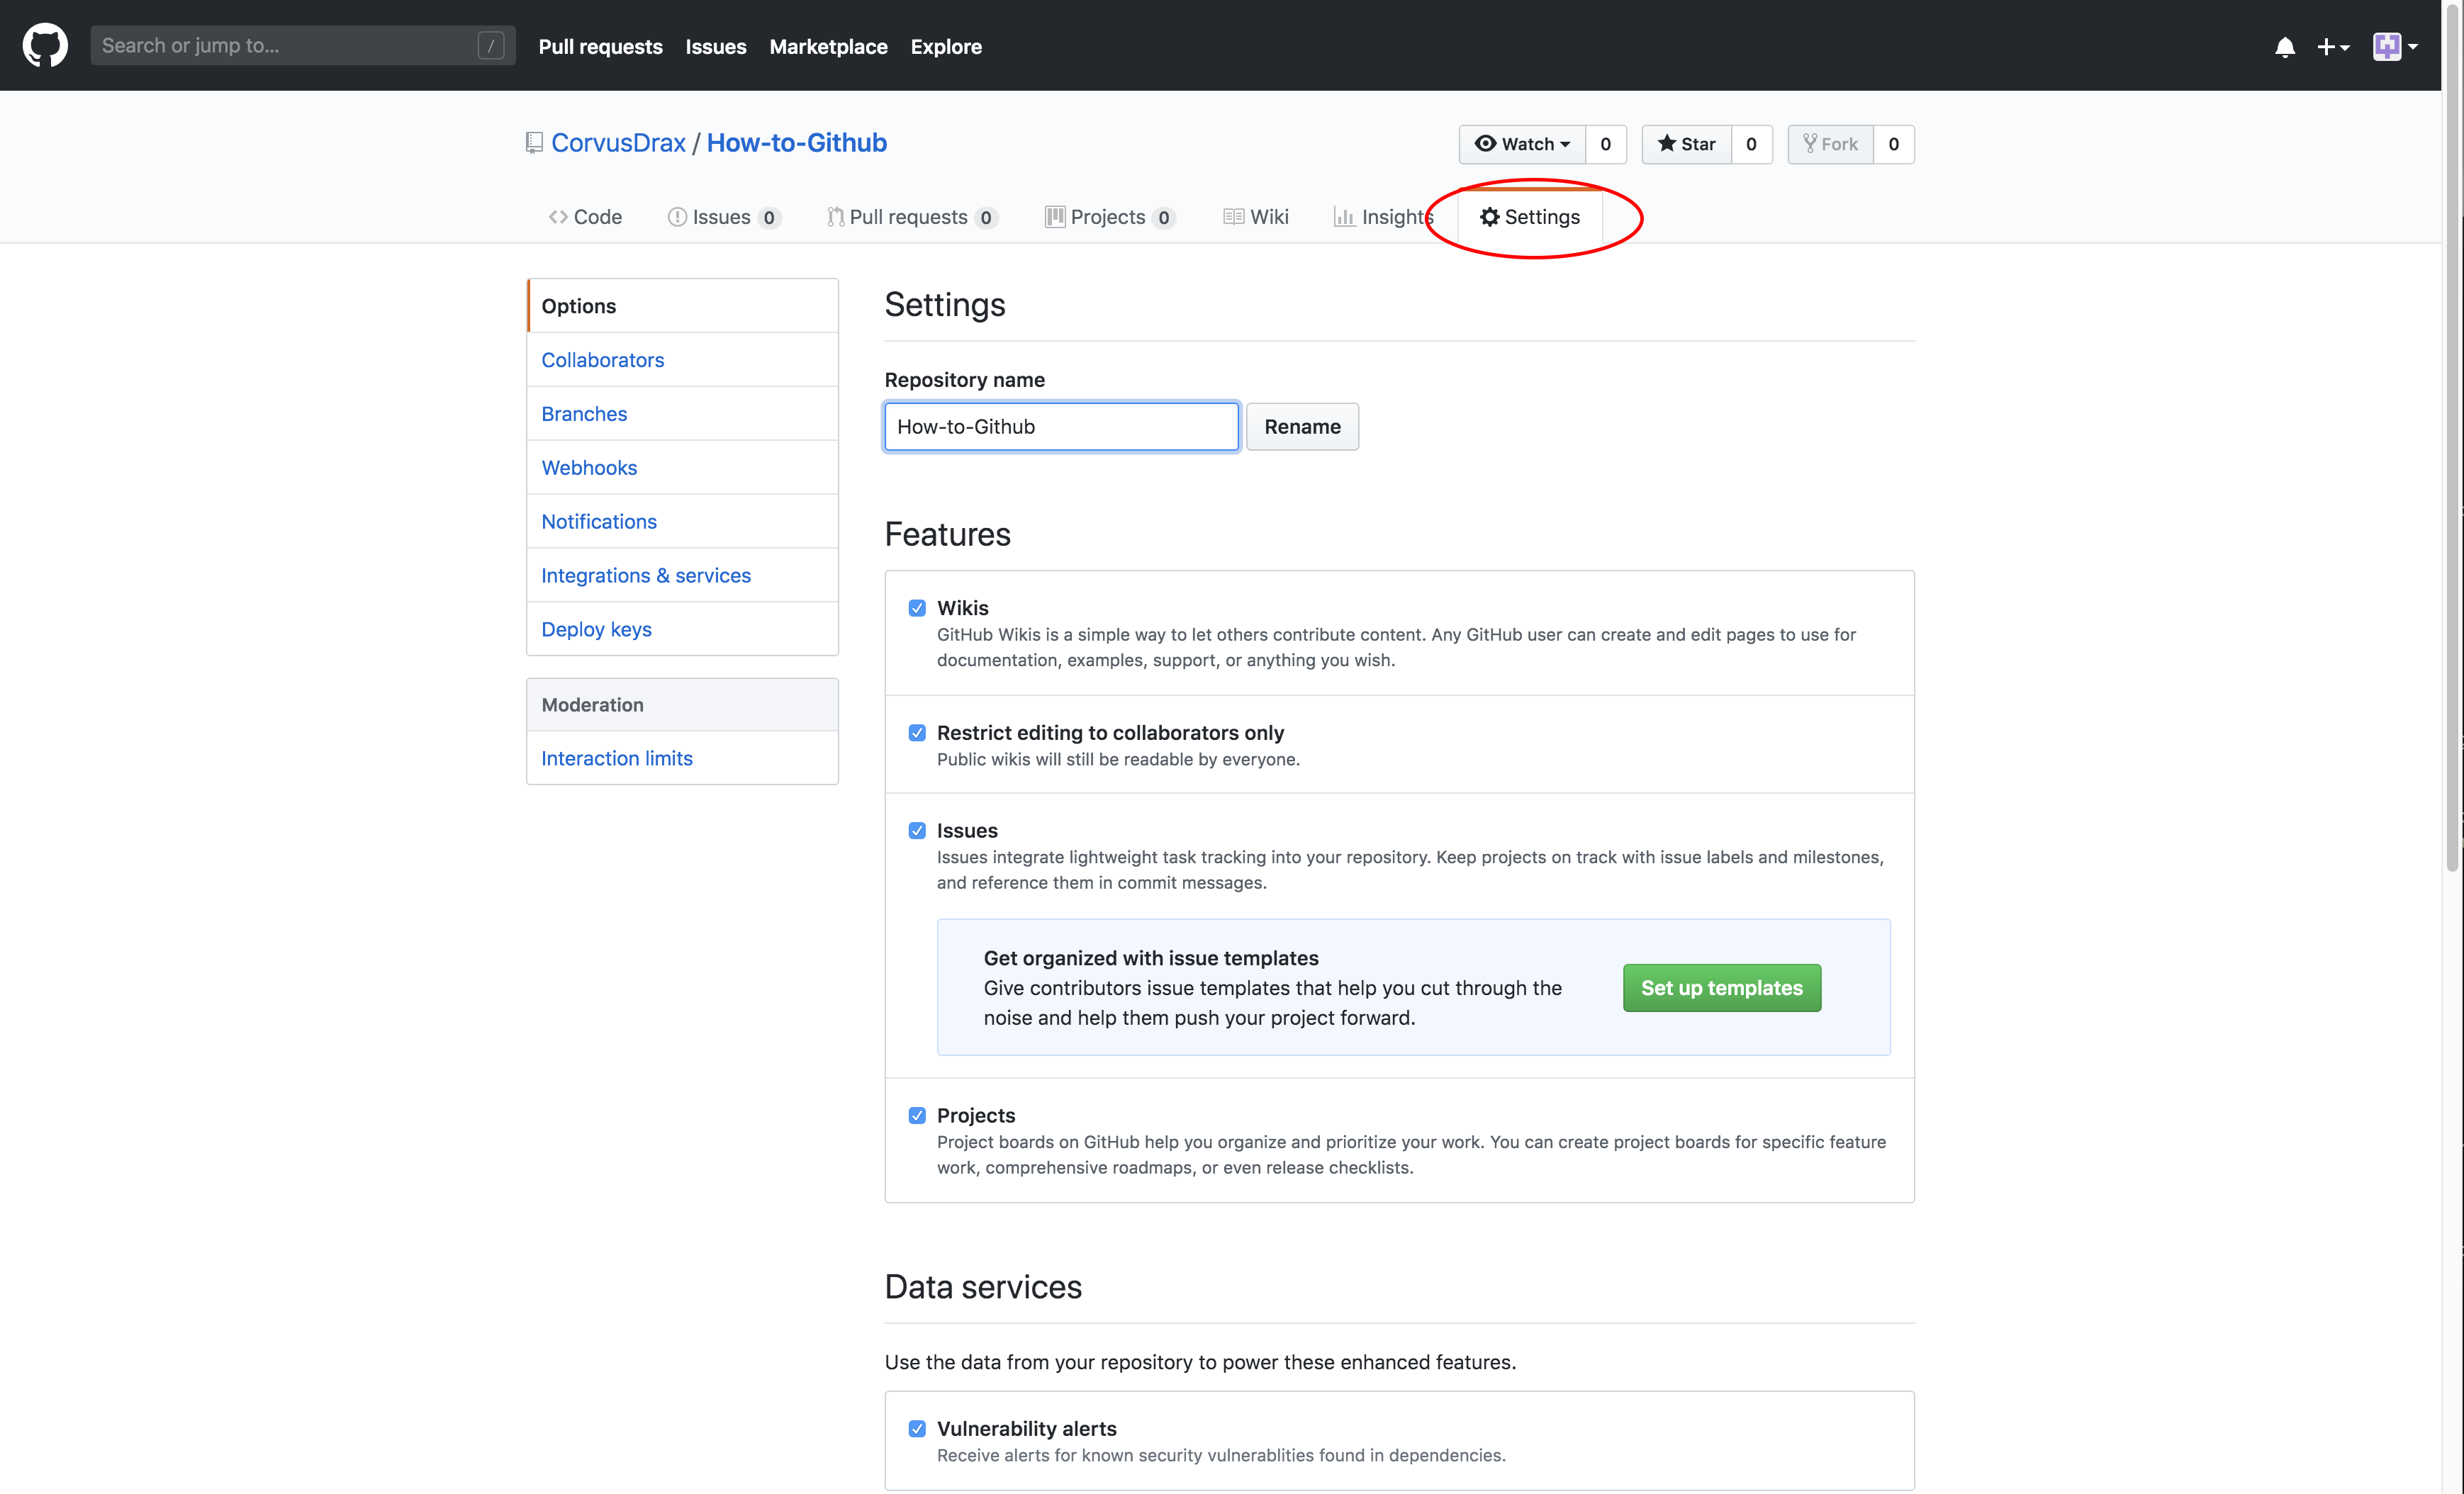 Search or jump to... /
Pull requests Issues Marketplace Explore
CorvusDrax / How-to-Github
Watch 0 Star 0 Fork 0
Code Issues 0 Pull requests 0 Projects 0 Wiki Insights Settings
Options
Collaborators
Branches
Webhooks
Notifications
Integrations & services
Deploy keys
Moderation
Interaction limits
Settings
Repository name
How-to-Github Rename
Features
Wikis
GitHub Wikis is a simple way to let others contribute content. Any GitHub user can create and edit pages to use for
documentation, examples, support, or anything you wish.
Restrict editing to collaborators only
Public wikis will still be readable by everyone.
Issues
Issues integrate lightweight task tracking into your repository. Keep projects on track with issue labels and milestones,
and reference them in commit messages.
Get organized with issue templates
Give contributors issue templates that help you cut through the
noise and help them push your project forward.
Set up templates
Projects
Project boards on GitHub help you organize and prioritize your work. You can create project boards for specific feature
work, comprehensive roadmaps, or even release checklists.
Data services
Use the data from your repository to power these enhanced features.
Vulnerability alerts
Receive alerts for known security vulnerablities found in dependencies.